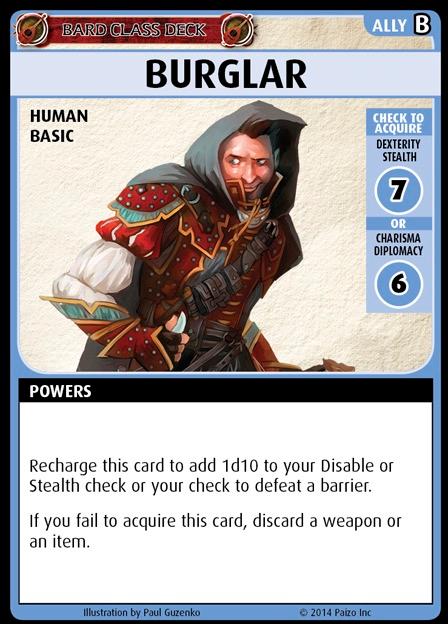 BARD CLASS DECK
ALLY B
BURGLAR
HUMAN
BASIC
CHECK TO
ACQUIRE
DEXTERITY
STEALTH
7
OR
CHARISMA
DIPLOMACY
6
POWERS
Recharge this card to add 1d10 to your Disable or
Stealth check or your check to defeat a barrier.
If you fail to acquire this card, discard a weapon or
an item.
Illustration by Paul Guzenko © 2014 Paizo Inc